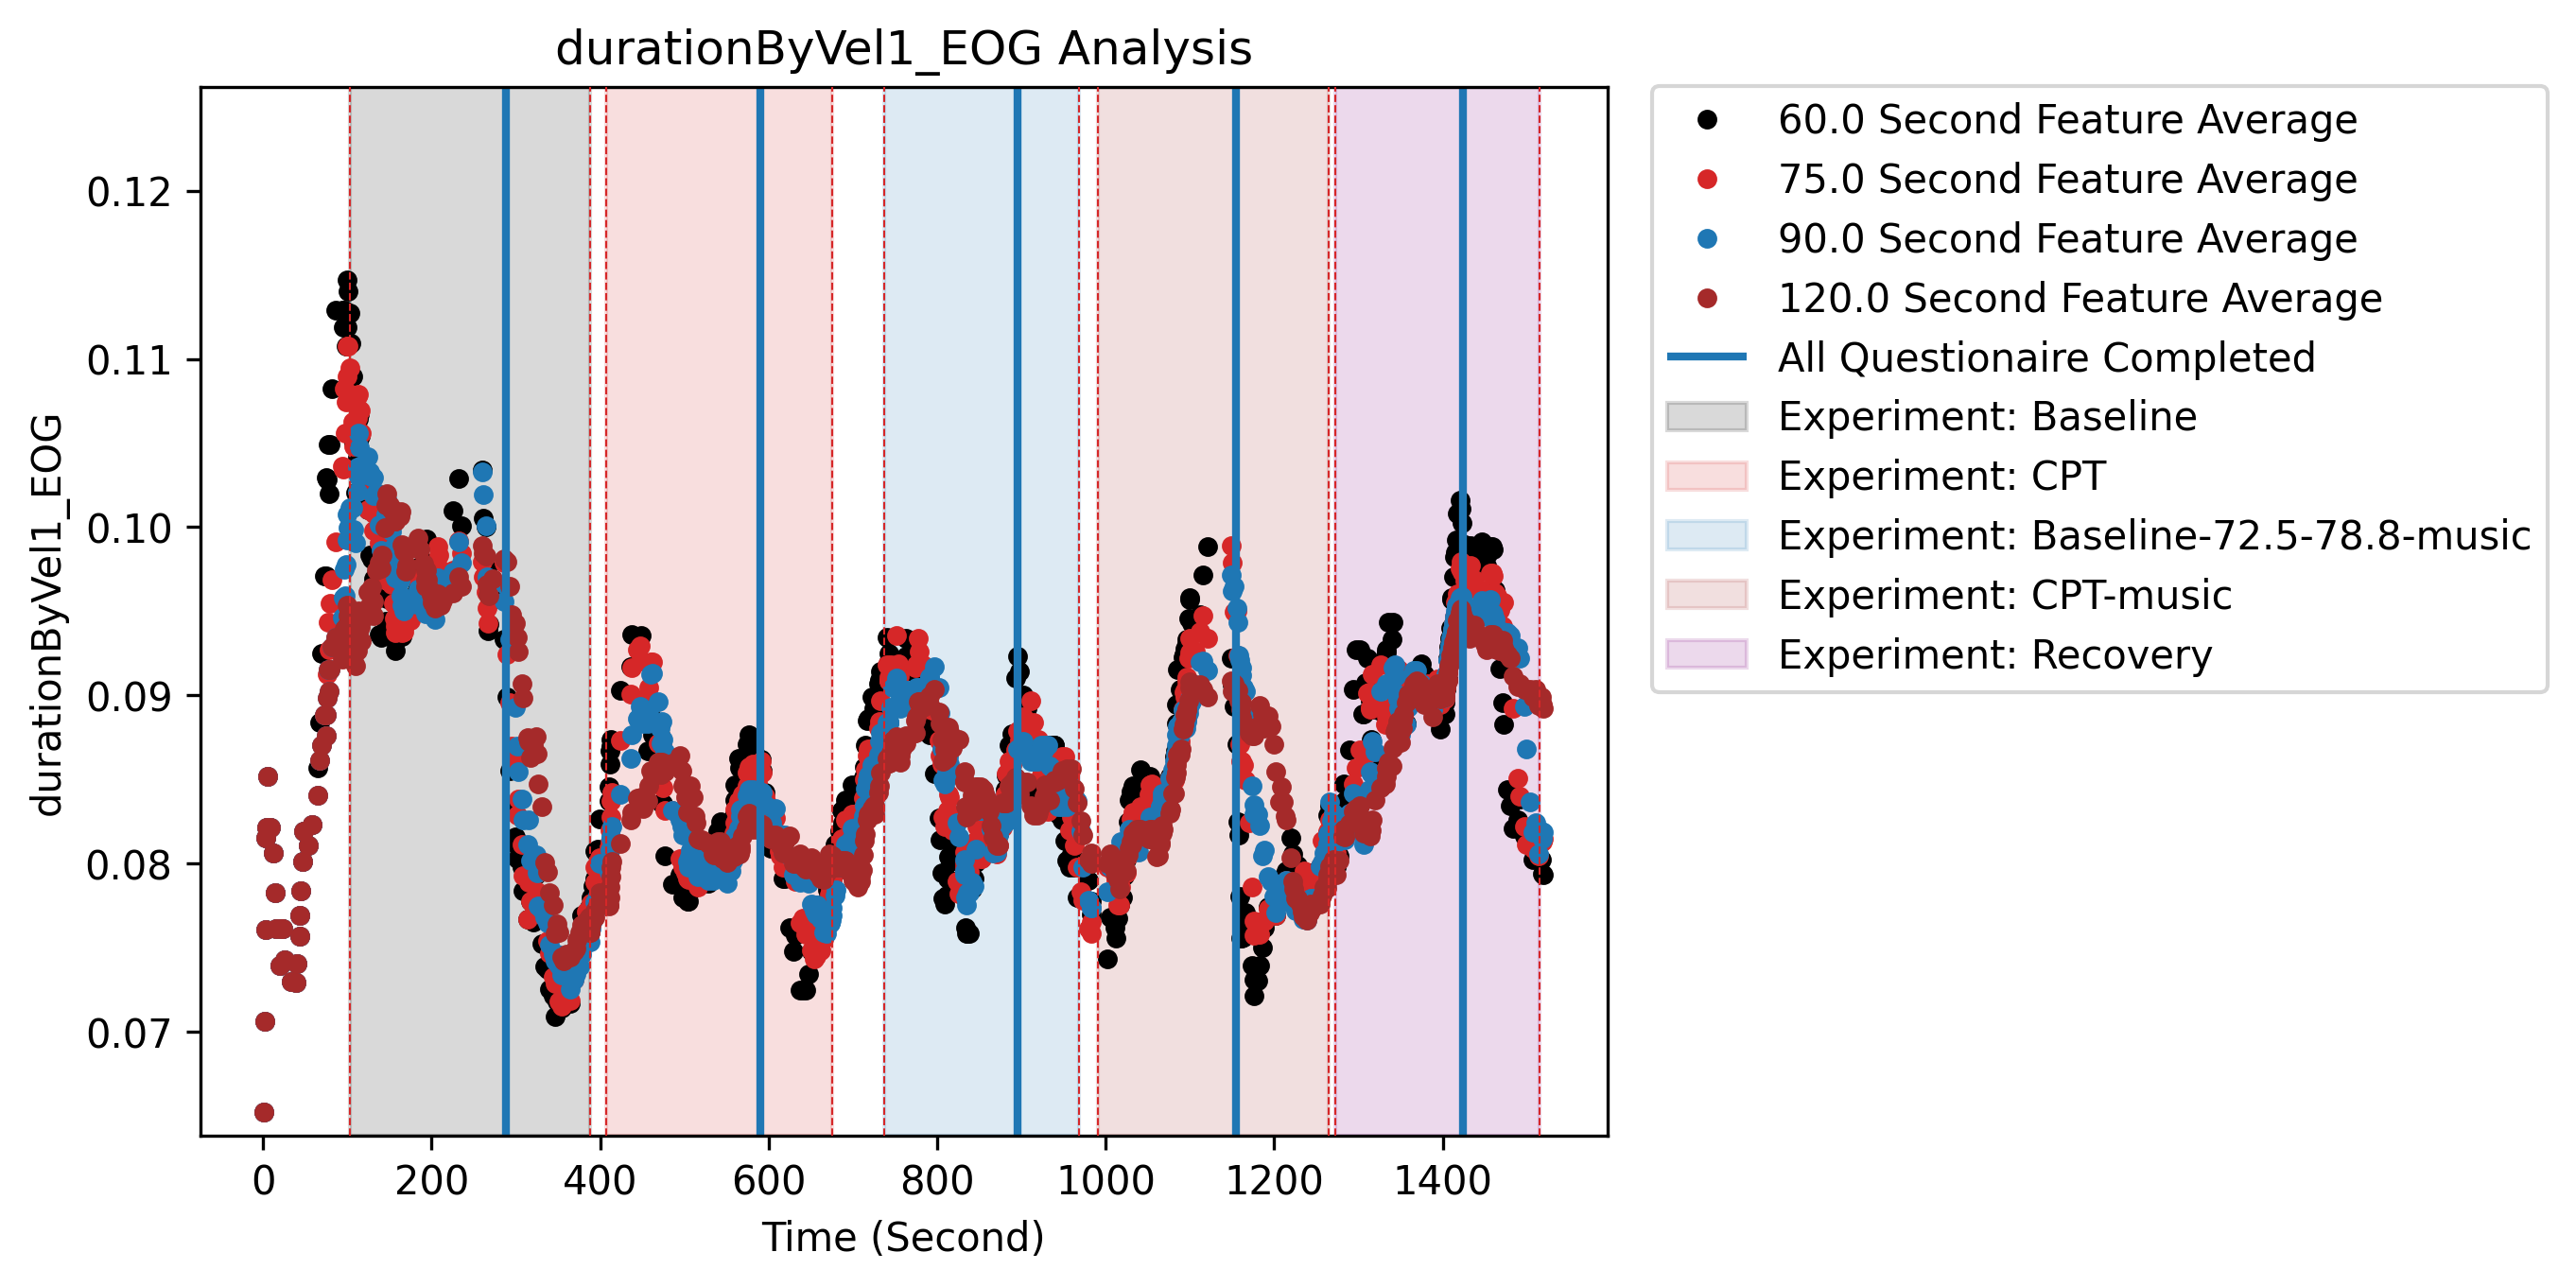 durationByVel1_EOG Analysis
durationByVel1_EOG
0.12
0.11
0.10
0.09
0.08
0.07
0
200
400
600
800
1000
1200
1400
Time (Second)
60.0 Second Feature Average
75.0 Second Feature Average
90.0 Second Feature Average
120.0 Second Feature Average
All Questionaire Completed
Experiment: Baseline
Experiment: CPT
Experiment: Baseline-72.5-78.8-music
Experiment: CPT-music
Experiment: Recovery